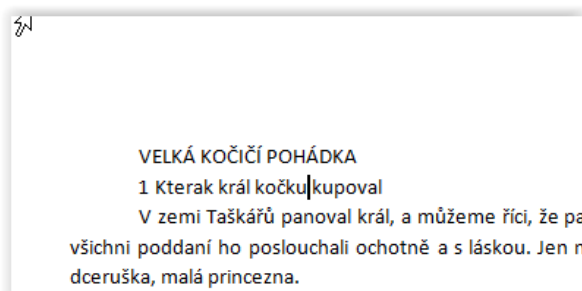 VELKÁ KOČIČÍ POHÁDKA
1 Kterak král kočku kupoval
V zemi Taškářů panoval král, a můžeme říci, že
všichni poddaní ho poslouchali ochotně a s láskou. Jen
dceruška, malá princezna.